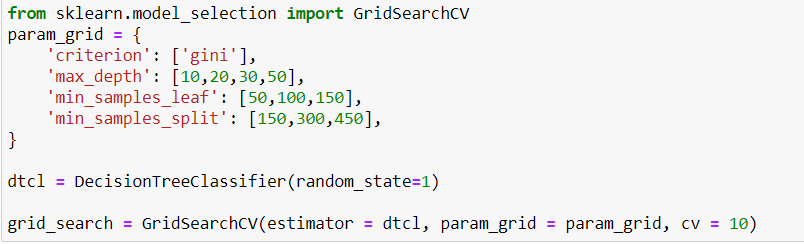 from sklearn.model_selection import GridSearchCV
param_grid = {
    'criterion': ['gini'],
    'max_depth': [10,20,30,50],
    'min_samples_leaf': [50,100,150],
    'min_samples_split': [150,300,450],
}
dtcl = DecisionTreeClassifier(random_state=1)
grid_search = GridSearchCV(estimator = dtcl, param_grid = param_grid, cv = 10)